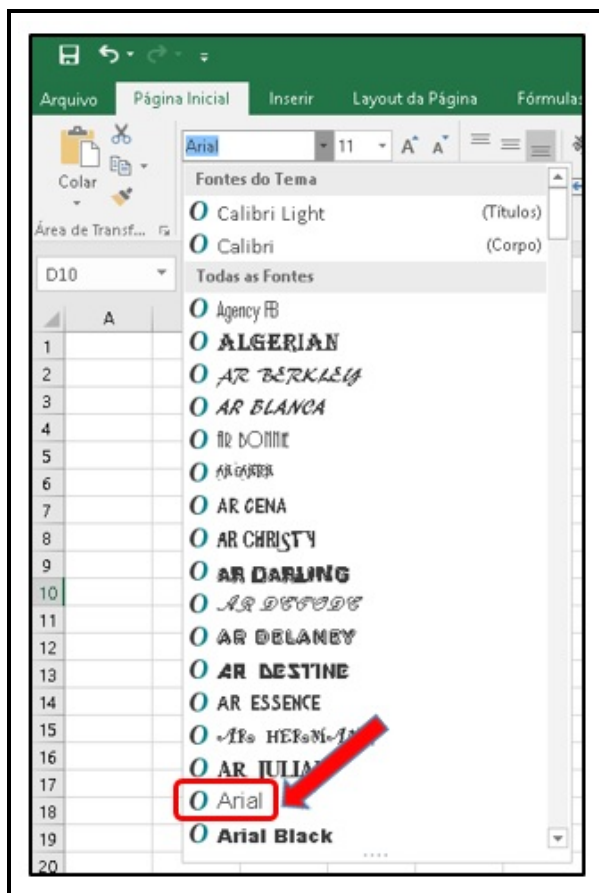 Arquivo Página Inicial Inserir Layout da Página Fórmulas
Colar
Arial 11 A A
Área de Transf...
D10
Fontes do Tema
O Calibri Light (Títulos)
O Calibri (Corpo)
Todas as Fontes
O Agency FB
O ALGERIAN
O AR BERKLEY
O AR BLANCA
O AR BONNIE
O AR CENA
O AR CHRISTY
O AR DARLING
O AR DECODE
O AR DELANEY
O AR DESTINE
O AR ESSENCE
O AR HERMANN
O AR JULIAN
O Arial
O Arial Black
A
1
2
3
4
5
6
7
8
9
10
11
12
13
14
15
16
17
18
19
20